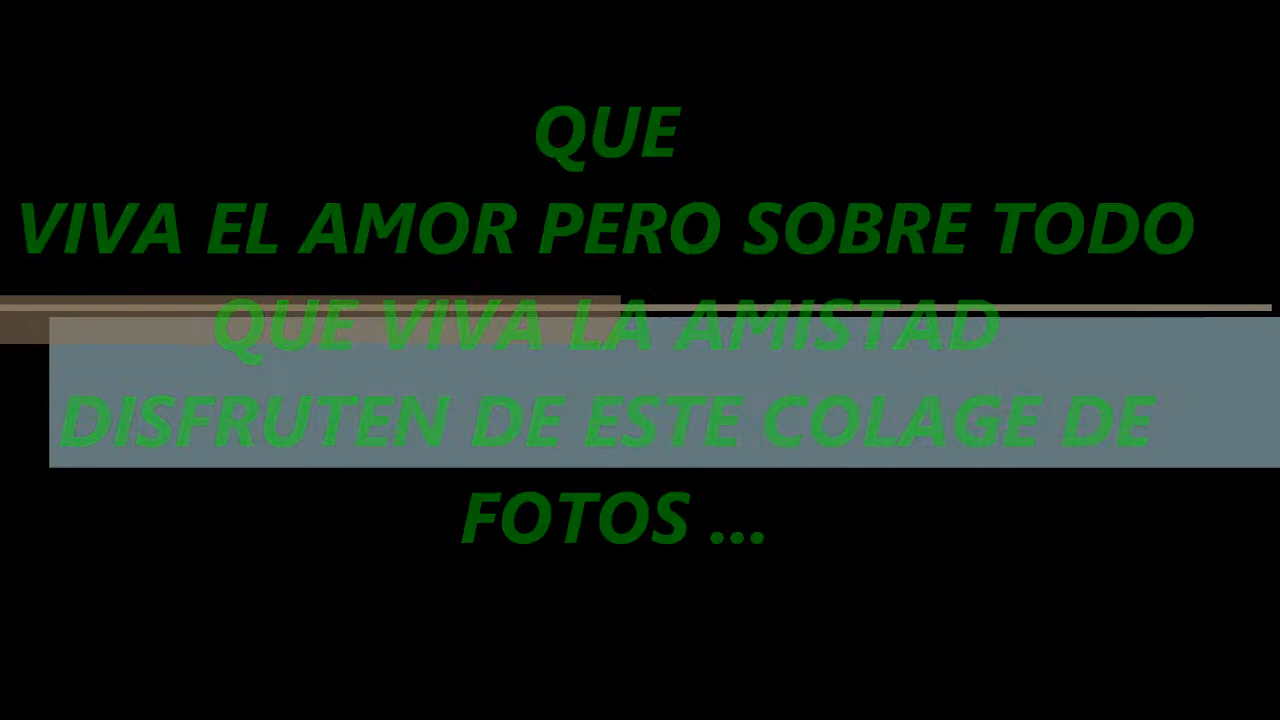 QUE
VIVA EL AMOR PERO SOBRE TODO
QUE VIVA LA AMISTAD
DISFRUTEN DE ESTE COLAGE DE
FOTOS ...